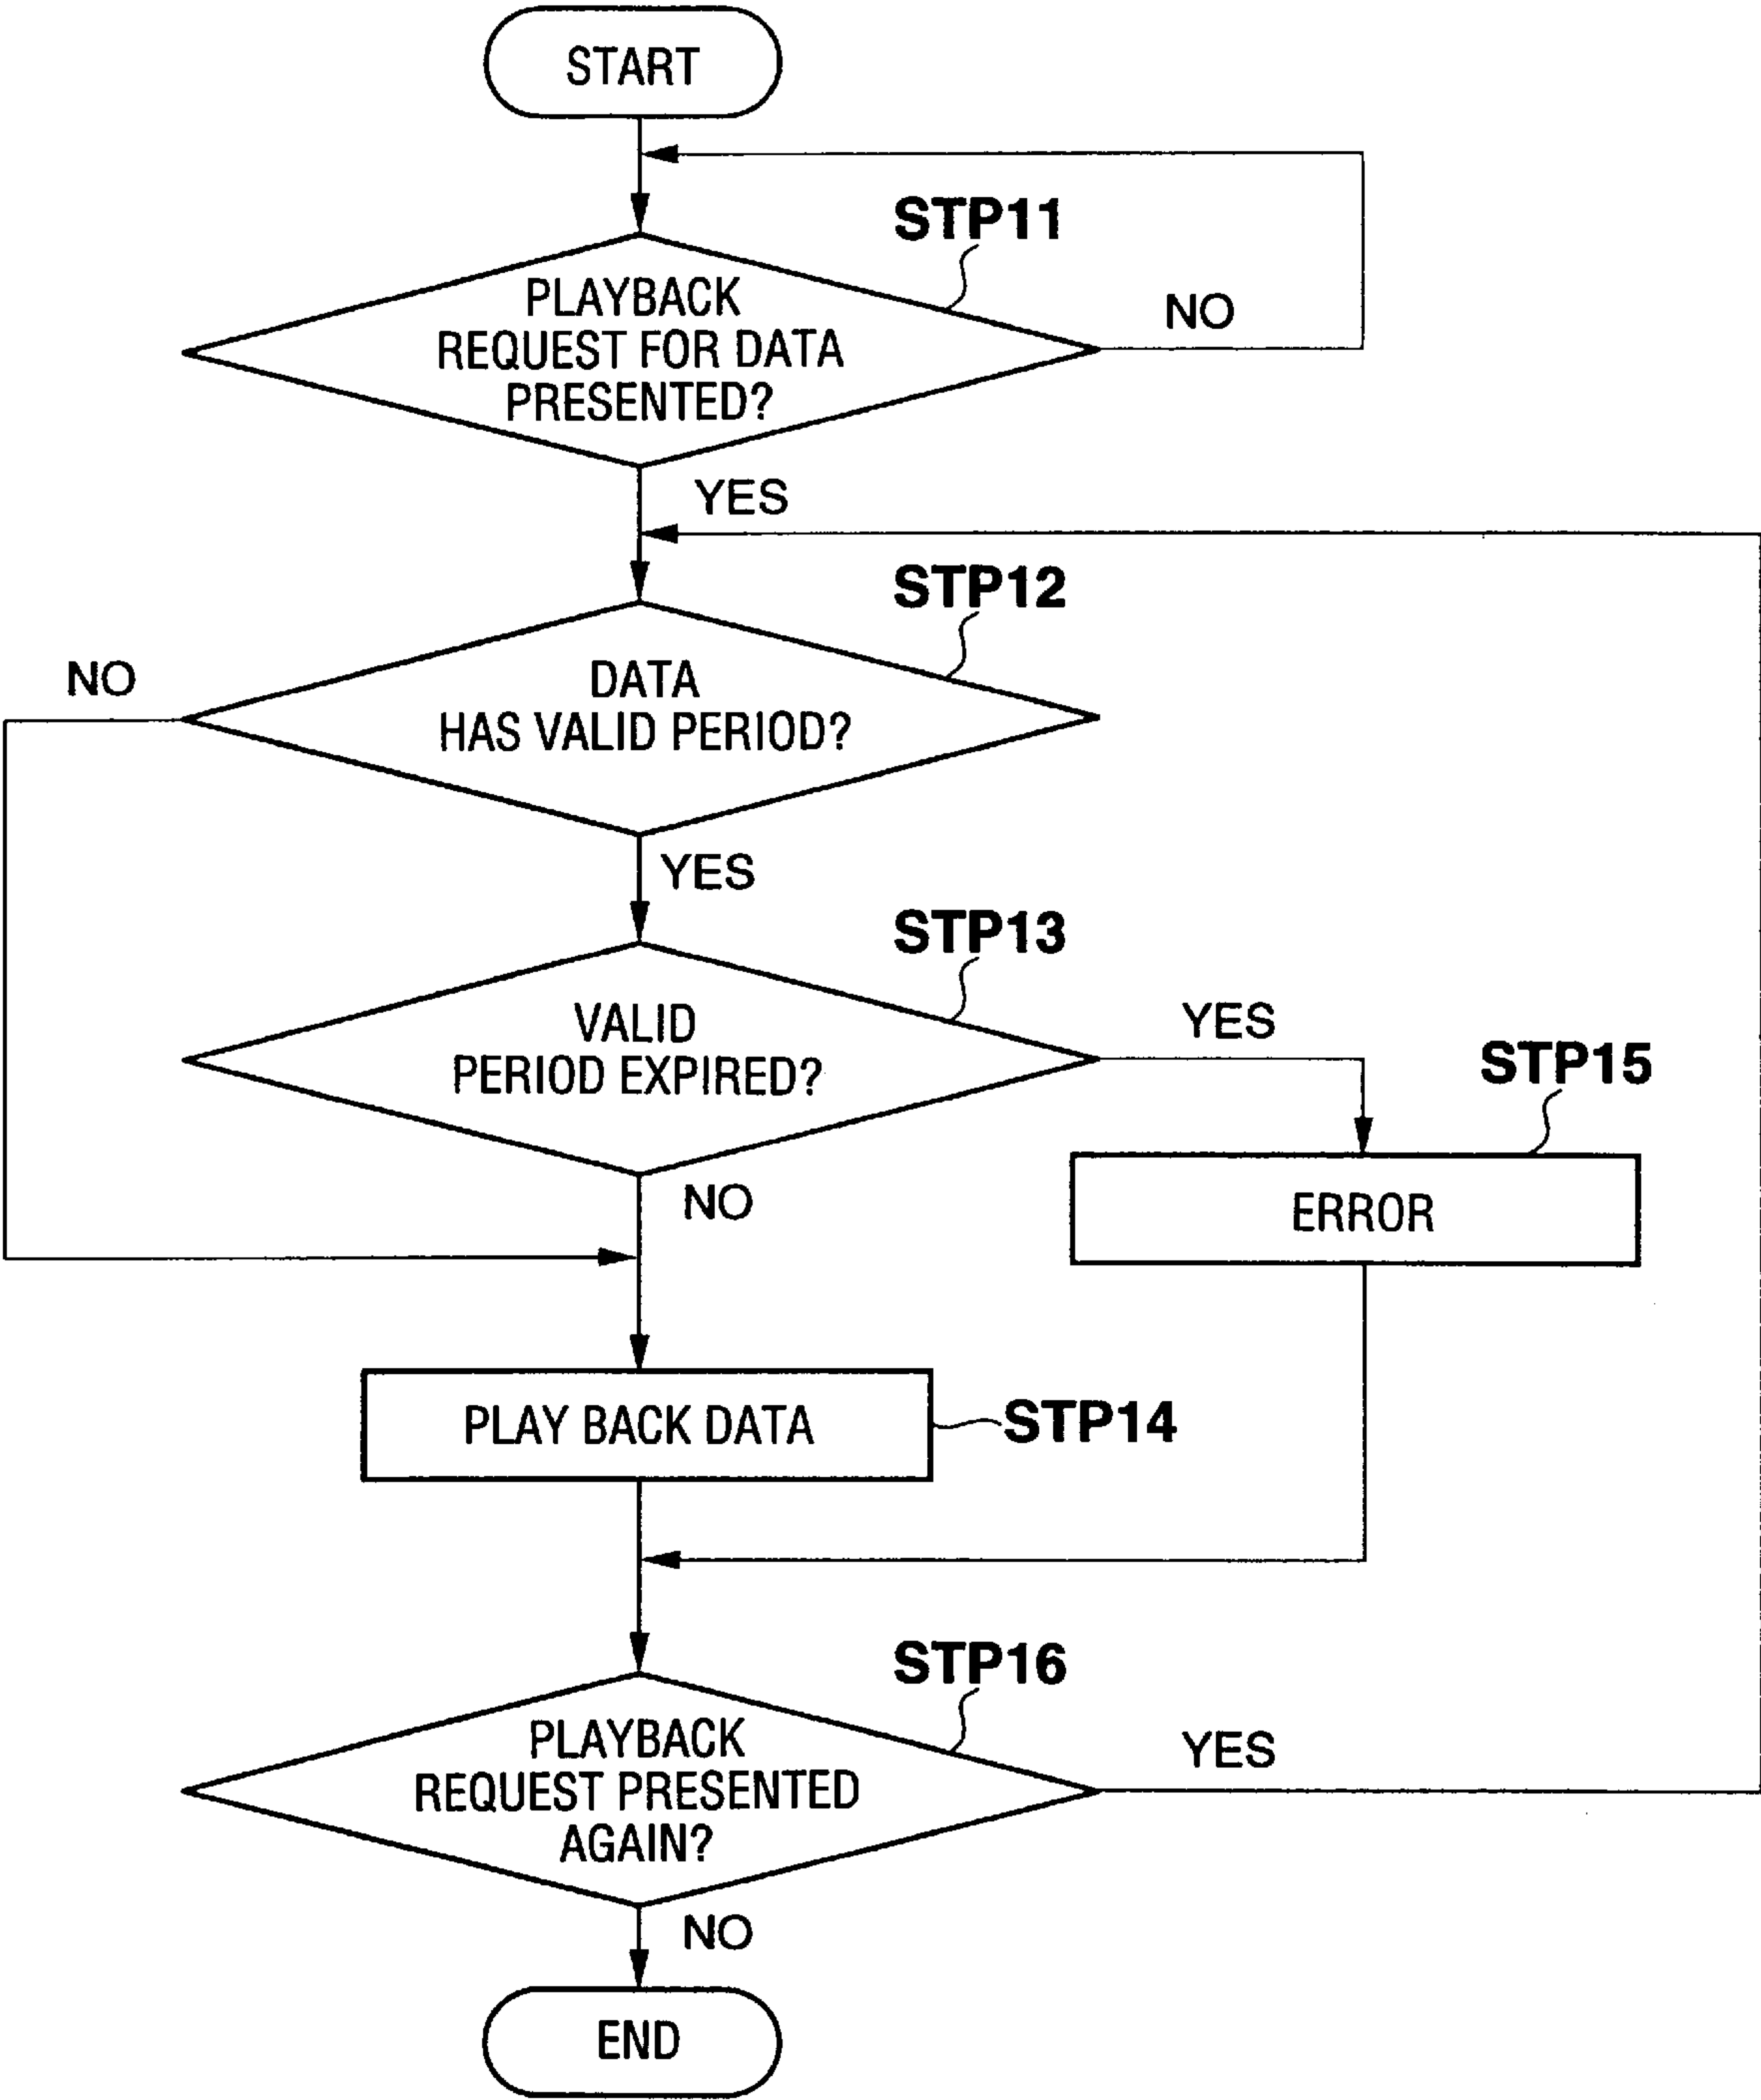 START
STP11
PLAYBACK
REQUEST FOR DATA
PRESENTED?
NO
YES
STP12
NO
DATA
HAS VALID PERIOD?
YES
STP13
VALID
PERIOD EXPIRED?
YES
STP15
ERROR
NO
PLAY BACK DATA
STP14
STP16
PLAYBACK
REQUEST PRESENTED
AGAIN?
YES
NO
END